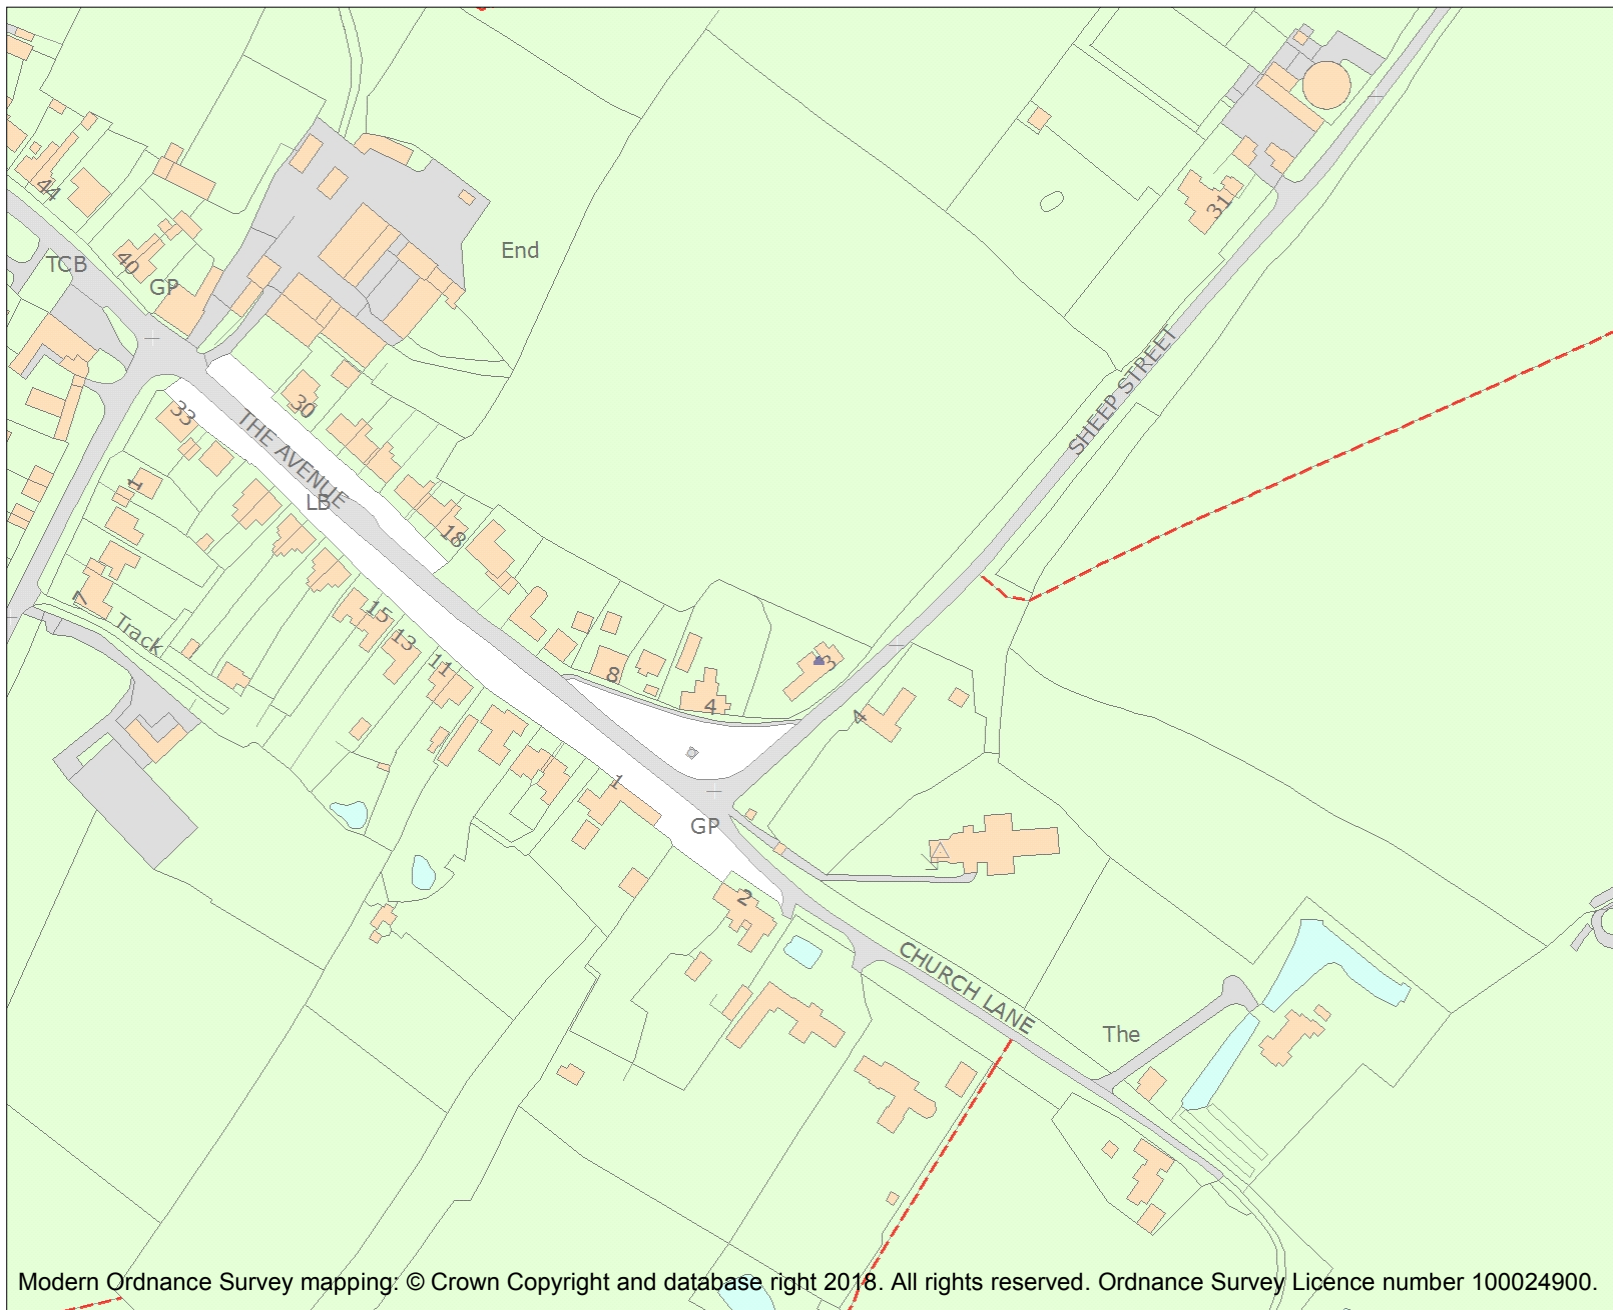 44
31
End
TCB
40
GP
SHEEP STREET
30
33
THE AVENUE
LB
1
18
7
Track
15
13
11
8
3
4
4
1
GP
2
CHURCH LANE
The
Modern Ordnance Survey mapping: © Crown Copyright and database right 2018. All rights reserved. Ordnance Survey Licence number 100024900.